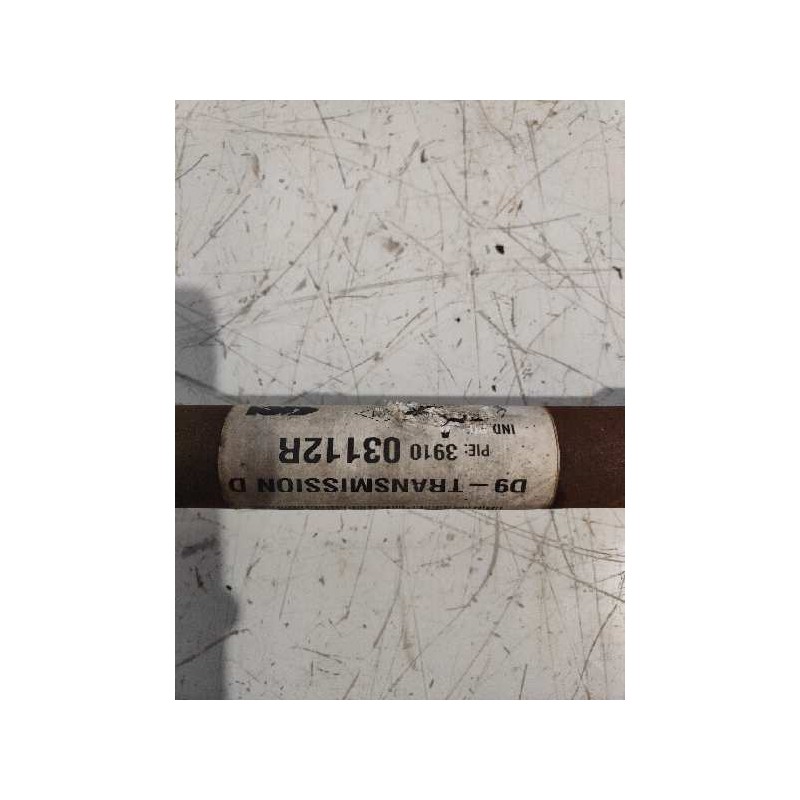 D9 – TRANSMISSION D
PIE: 3910 03112R
IND